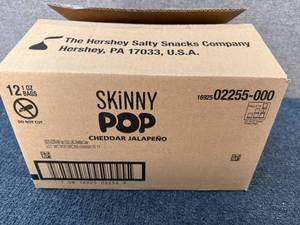 The Hershey Salty Snacks Company
Hershey, PA 17033, U.S.A.
12 1 OZ
BAGS
16925 02255-000
SKiNNY
POP
CHEDDAR JALAPEÑO
DO NOT CUT